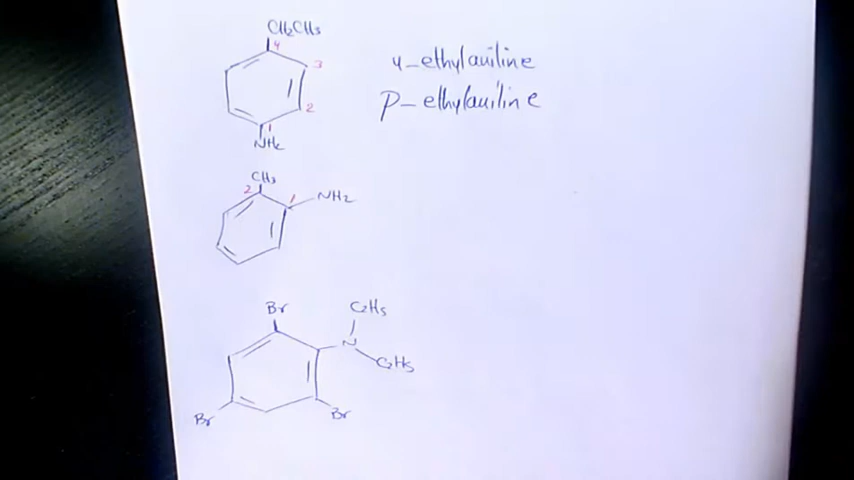 CH2CH3
4
3
4-ethylaniline
2
p-ethylaniline
1
NH2
CH3
2
1
NH2
Br
C2H5
N
C2H5
Br
Br